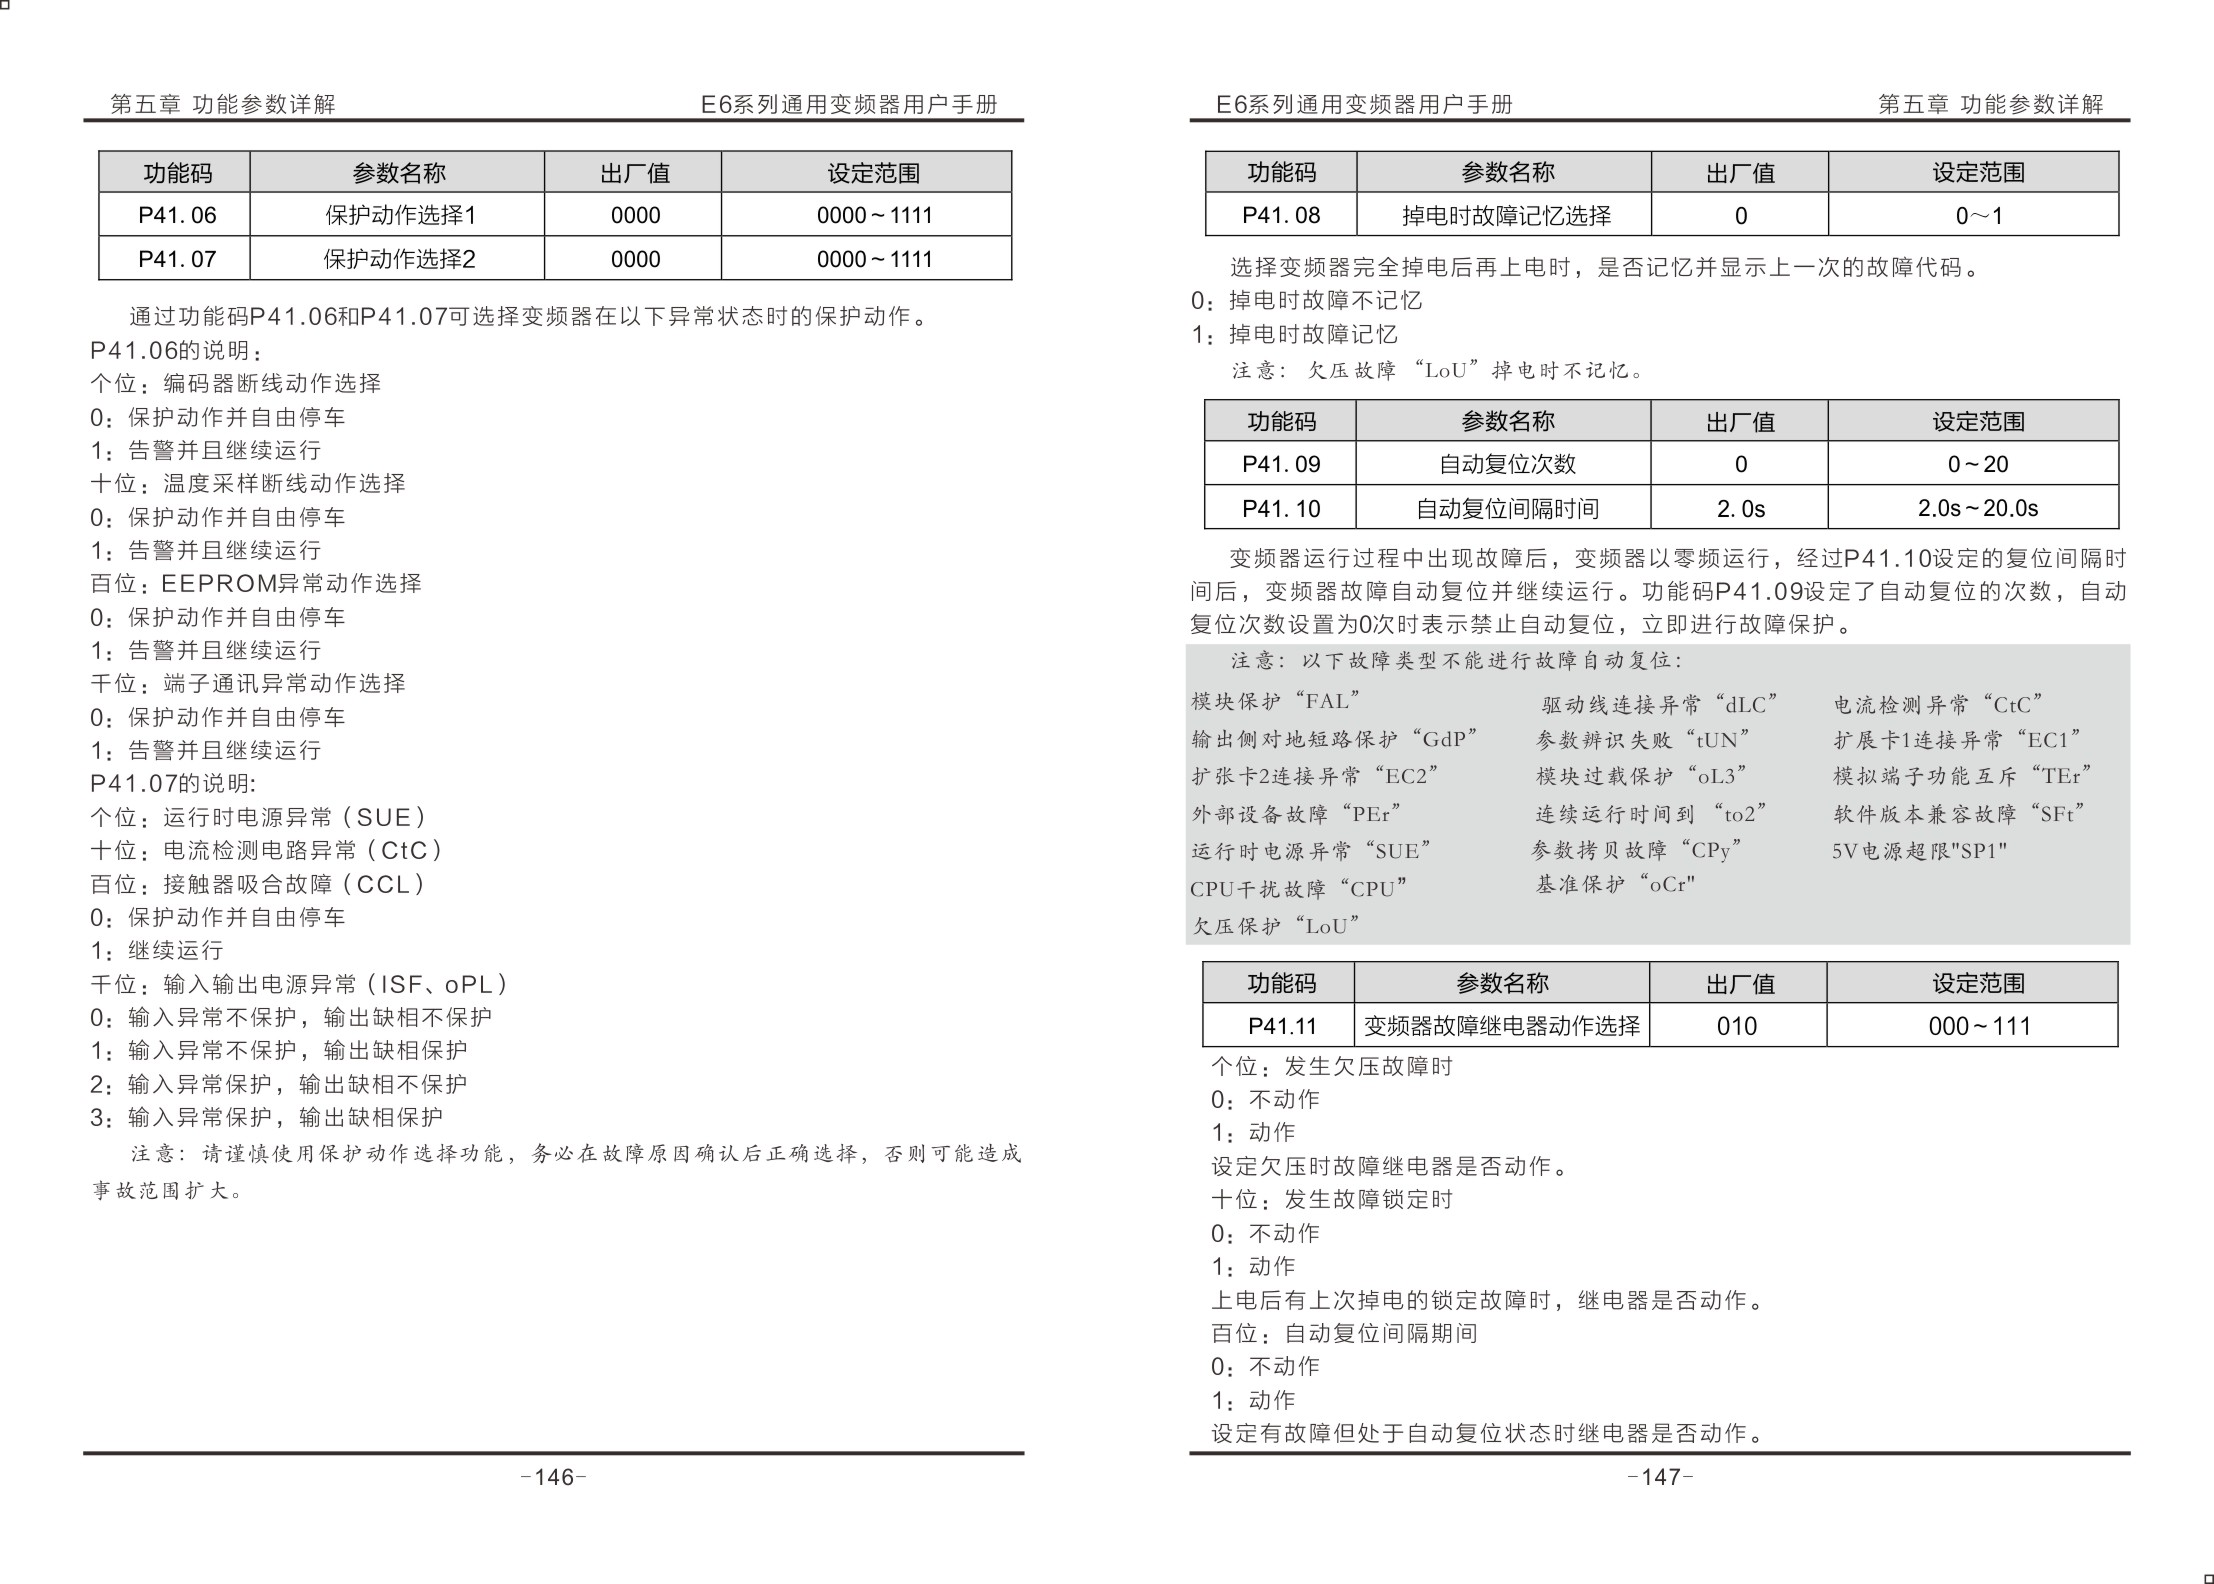 第五章 功能参数详解 E6系列通用变频器用户手册
功能码 参数名称 出厂值 设定范围
P41. 06 保护动作选择1 0000 0000～1111
P41. 07 保护动作选择2 0000 0000～1111
通过功能码P41.06和P41.07可选择变频器在以下异常状态时的保护动作。
P41.06的说明：
个位：编码器断线动作选择
0：保护动作并自由停车
1：告警并且继续运行
十位：温度采样断线动作选择
0：保护动作并自由停车
1：告警并且继续运行
百位：EEPROM异常动作选择
0：保护动作并自由停车
1：告警并且继续运行
千位：端子通讯异常动作选择
0：保护动作并自由停车
1：告警并且继续运行
P41.07的说明:
个位：运行时电源异常（SUE）
十位：电流检测电路异常（CtC）
百位：接触器吸合故障（CCL）
0：保护动作并自由停车
1：继续运行
千位：输入输出电源异常（ISF、oPL）
0：输入异常不保护，输出缺相不保护
1：输入异常不保护，输出缺相保护
2：输入异常保护，输出缺相不保护
3：输入异常保护，输出缺相保护
注意：请谨慎使用保护动作选择功能，务必在故障原因确认后正确选择，否则可能造成
事故范围扩大。
-146-
E6系列通用变频器用户手册 第五章 功能参数详解
功能码 参数名称 出厂值 设定范围
P41. 08 掉电时故障记忆选择 0 0～1
选择变频器完全掉电后再上电时，是否记忆并显示上一次的故障代码。
0：掉电时故障不记忆
1：掉电时故障记忆
注意： 欠压故障 “LoU”掉电时不记忆。
功能码 参数名称 出厂值 设定范围
P41. 09 自动复位次数 0 0～20
P41. 10 自动复位间隔时间 2. 0s 2.0s～20.0s
变频器运行过程中出现故障后，变频器以零频运行，经过P41.10设定的复位间隔时
间后，变频器故障自动复位并继续运行。功能码P41.09设定了自动复位的次数，自动
复位次数设置为0次时表示禁止自动复位，立即进行故障保护。
注意：以下故障类型不能进行故障自动复位：
模块保护“FAL” 驱动线连接异常“dLC” 电流检测异常“CtC”
输出侧对地短路保护“GdP” 参数辨识失败“tUN” 扩展卡1连接异常“EC1”
扩张卡2连接异常“EC2” 模块过载保护“oL3” 模拟端子功能互斥“TEr”
外部设备故障“PEr” 连续运行时间到 “to2” 软件版本兼容故障“SFt”
运行时电源异常“SUE” 参数拷贝故障“CPy” 5V电源超限"SP1"
CPU干扰故障“CPU” 基准保护“oCr"
欠压保护“LoU”
功能码 参数名称 出厂值 设定范围
P41.11 变频器故障继电器动作选择 010 000～111
个位：发生欠压故障时
0：不动作
1：动作
设定欠压时故障继电器是否动作。
十位：发生故障锁定时
0：不动作
1：动作
上电后有上次掉电的锁定故障时，继电器是否动作。
百位：自动复位间隔期间
0：不动作
1：动作
设定有故障但处于自动复位状态时继电器是否动作。
-147-